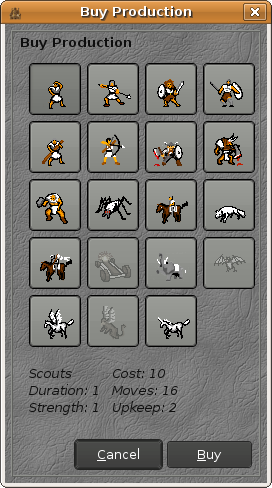 Buy Production
Buy Production
Scouts Cost: 10
Duration: 1 Moves: 16
Strength: 1 Upkeep: 2
Cancel Buy